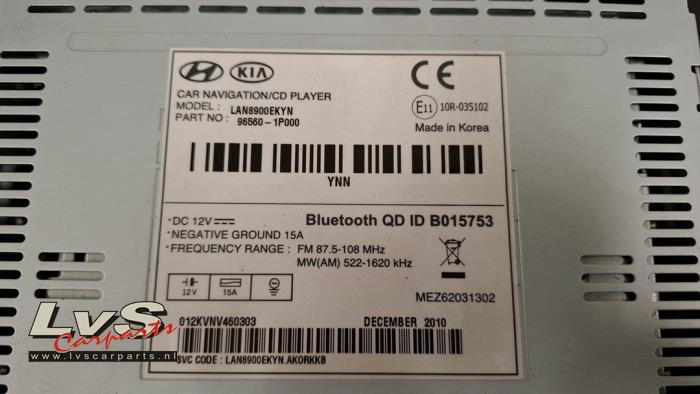 KIA
CAR NAVIGATION/CD PLAYER
MODEL : LAN8900EKYN
PART NO : 96560-1P000
CE
E11 10R-035102
Made in Korea
YNN
·DC 12V
·NEGATIVE GROUND 15A
·FREQUENCY RANGE : FM 87.5-108 MHz
MW(AM) 522-1620 kHz
Bluetooth QD ID B015753
12V 15A
MEZ62031302
012KVNV460303
DECEMBER 2010
SVC CODE : LAN8900EKYN.AKORKKB
LvS
Carparts
www.lvscarparts.nl